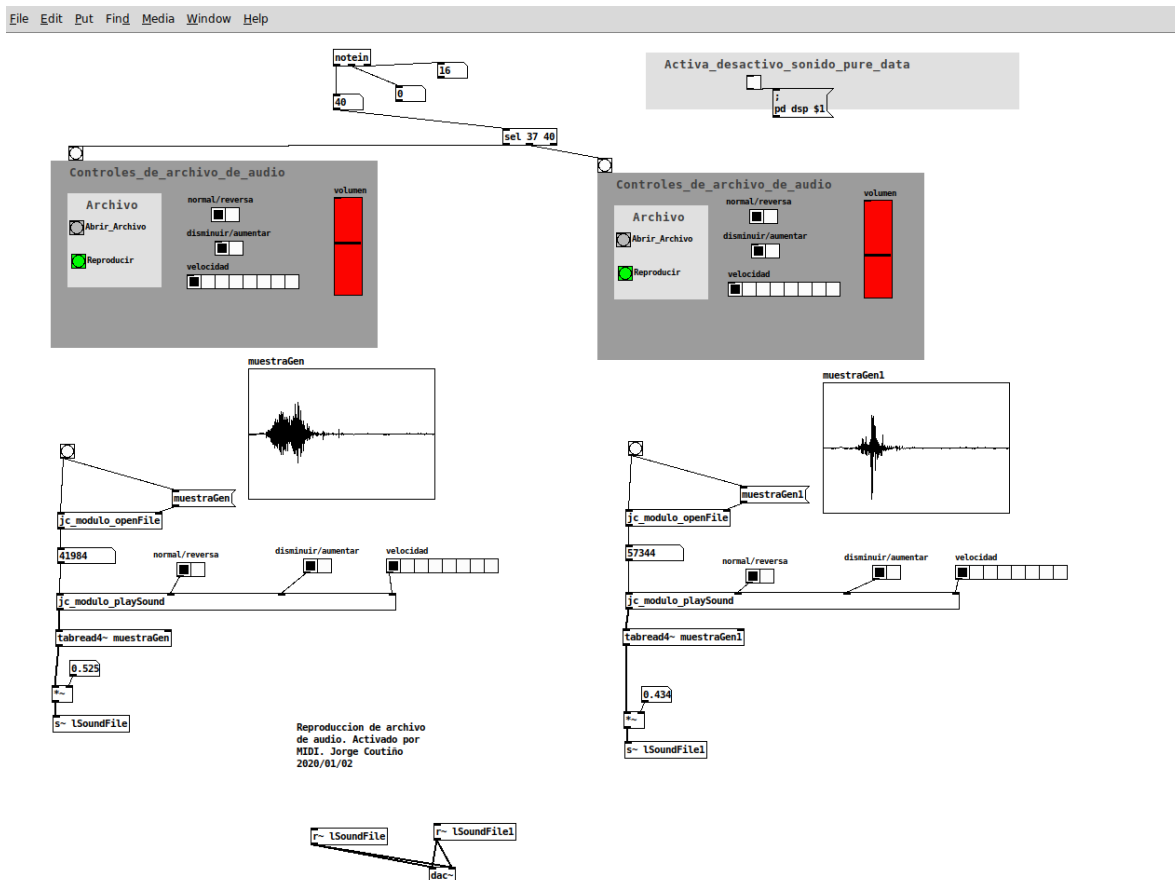 File Edit Put Find Media Window Help
notein
16
0
40
sel 37 40
Activa_desactivo_sonido_pure_data
;
pd dsp $1
Controles_de_archivo_de_audio
Archivo
Abrir_Archivo
Reproducir
normal/reversa
disminuir/aumentar
velocidad
volumen
Controles_de_archivo_de_audio
Archivo
Abrir_Archivo
Reproducir
normal/reversa
disminuir/aumentar
velocidad
volumen
muestraGen
muestraGen1
muestraGen
jc_modulo_openFile
41984
normal/reversa
disminuir/aumentar
velocidad
jc_modulo_playSound
tabread4~ muestraGen
0.525
*~
s~ lSoundFile
muestraGen1
jc_modulo_openFile
57344
normal/reversa
disminuir/aumentar
velocidad
jc_modulo_playSound
tabread4~ muestraGen1
0.434
*~
s~ lSoundFile1
Reproduccion de archivo
de audio. Activado por
MIDI. Jorge Coutiño
2020/01/02
r~ lSoundFile
r~ lSoundFile1
dac~